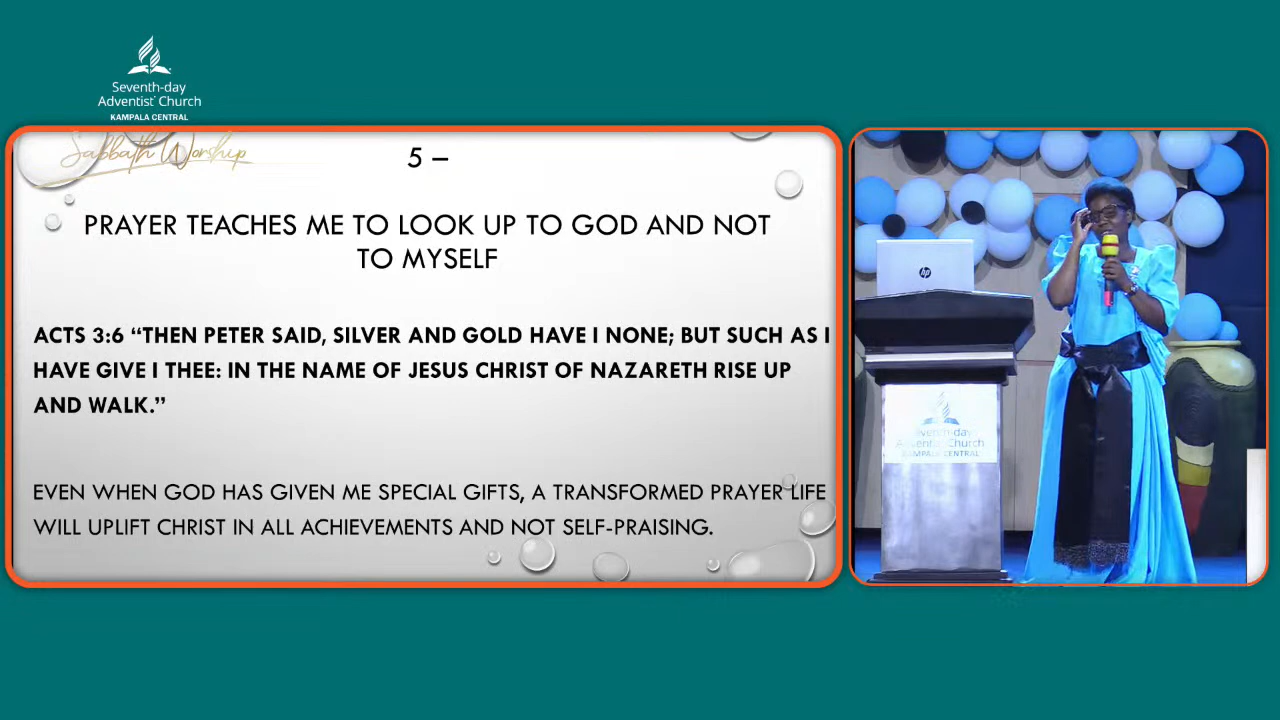 Seventh-day
Adventist Church
KAMPALA CENTRAL
Sabbath Worship
5 –
PRAYER TEACHES ME TO LOOK UP TO GOD AND NOT
TO MYSELF
ACTS 3:6 “THEN PETER SAID, SILVER AND GOLD HAVE I NONE; BUT SUCH AS I
HAVE GIVE I THEE: IN THE NAME OF JESUS CHRIST OF NAZARETH RISE UP
AND WALK.”
EVEN WHEN GOD HAS GIVEN ME SPECIAL GIFTS, A TRANSFORMED PRAYER LIFE
WILL UPLIFT CHRIST IN ALL ACHIEVEMENTS AND NOT SELF-PRAISING.
hp
Seventh-day
Adventist Church
KAMPALA CENTRAL